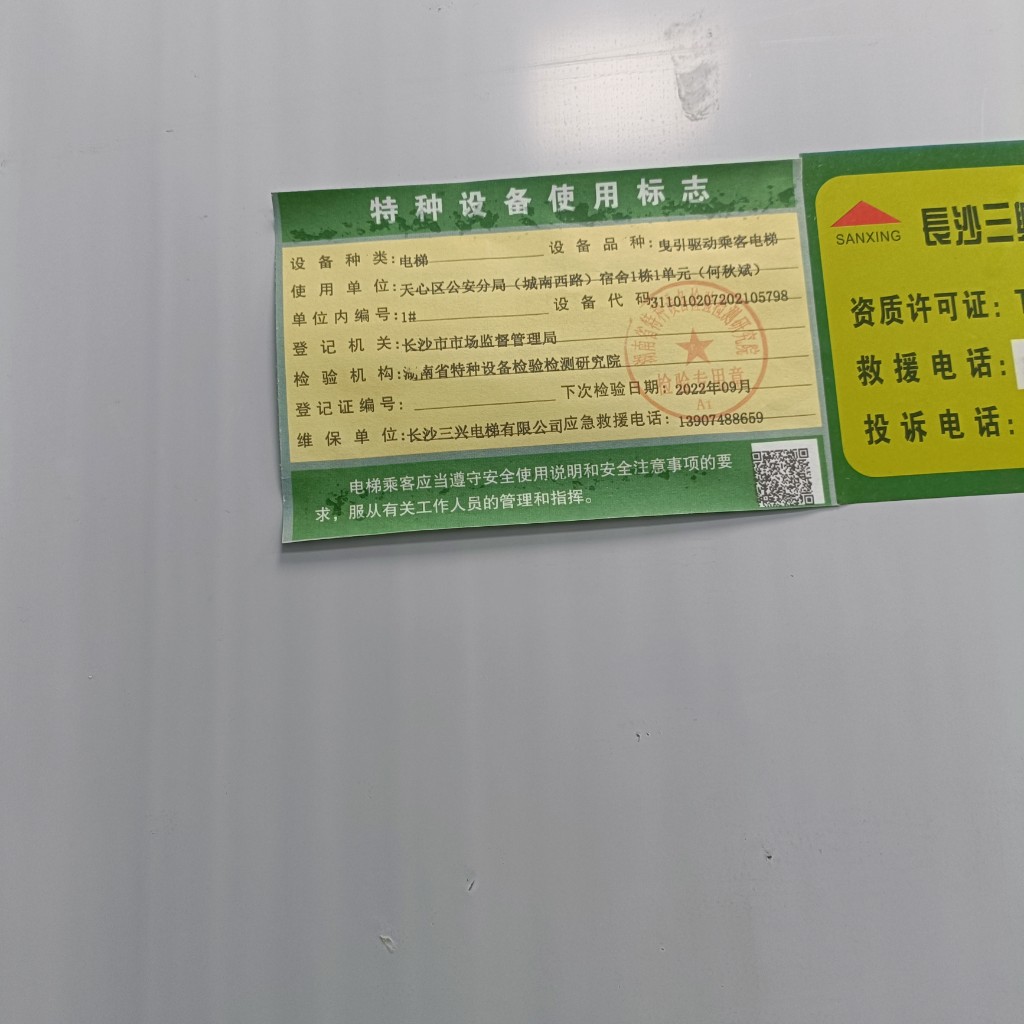 特种设备使用标志
设备种类:电梯 设备品种:曳引驱动乘客电梯
使用单位:天心区公安分局（城南西路）宿舍1栋1单元（何秋斌）
单位内编号:1# 设备代码 311010207202105798
登记机关:长沙市市场监督管理局
检验机构:湖南省特种设备检验检测研究院
登记证编号: 下次检验日期: 2022年09月
维保单位:长沙三兴电梯有限公司 应急救援电话: 13907488659
电梯乘客应当遵守安全使用说明和安全注意事项的要
求，服从有关工作人员的管理和指挥。
检验专用章
A1
SANXING
長沙三
资质许可证: T
救援电话:
投诉电话: